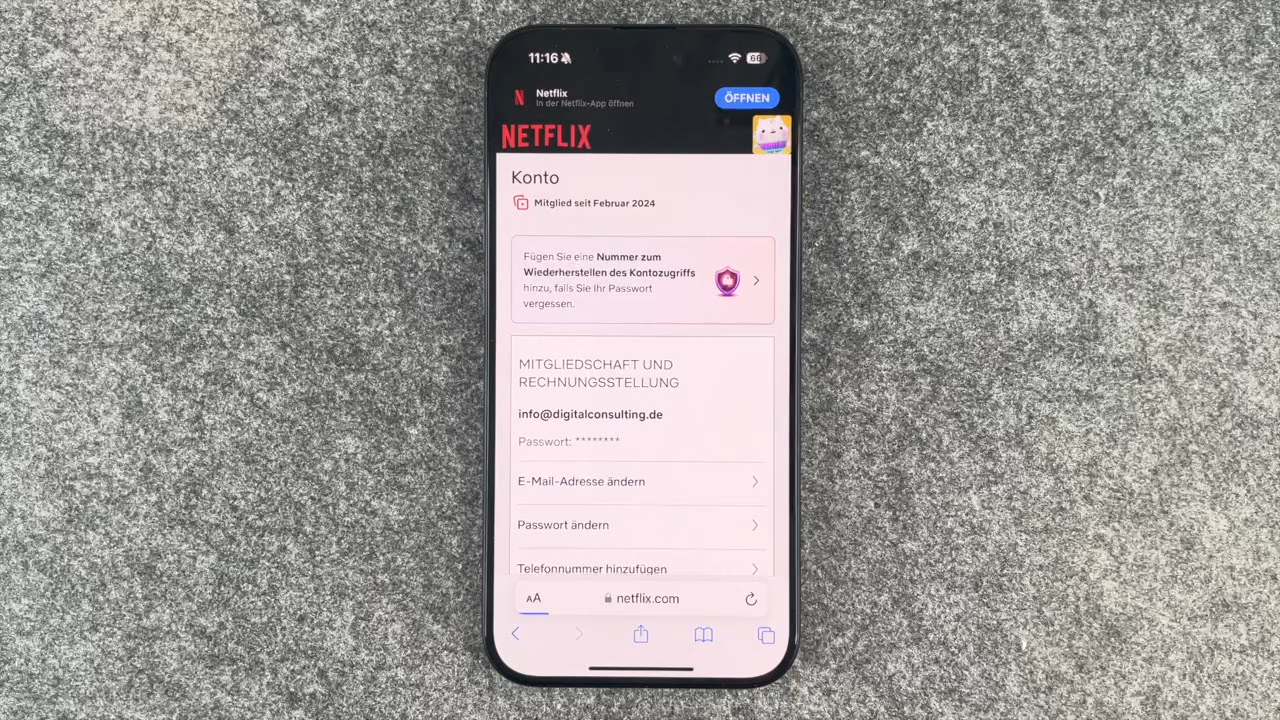 11:16
66
Netflix
In der Netflix-App öffnen
ÖFFNEN
NETFLIX
Konto
Mitglied seit Februar 2024
Fügen Sie eine Nummer zum
Wiederherstellen des Kontozugriffs
hinzu, falls Sie Ihr Passwort
vergessen.
MITGLIEDSCHAFT UND
RECHNUNGSSTELLUNG
info@digitalconsulting.de
Passwort: ********
E-Mail-Adresse ändern
Passwort ändern
Telefonnummer hinzufügen
AA
netflix.com